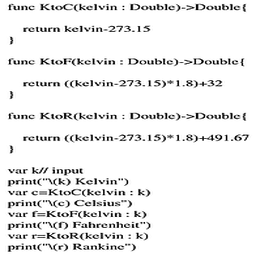 func KtoC(kelvin : Double)->Double{
return kelvin-273.15
}
func KtoF(kelvin : Double)->Double{
return ((kelvin-273.15)*1.8)+32
}
func KtoR(kelvin : Double)->Double{
return ((kelvin-273.15)*1.8)+491.67
}
var k// input
print("\(k) Kelvin")
var c=KtoC(kelvin : k)
print("\(c) Celsius")
var f=KtoF(kelvin : k)
print("\(f) Fahrenheit")
var r=KtoR(kelvin : k)
print("\(r) Rankine")